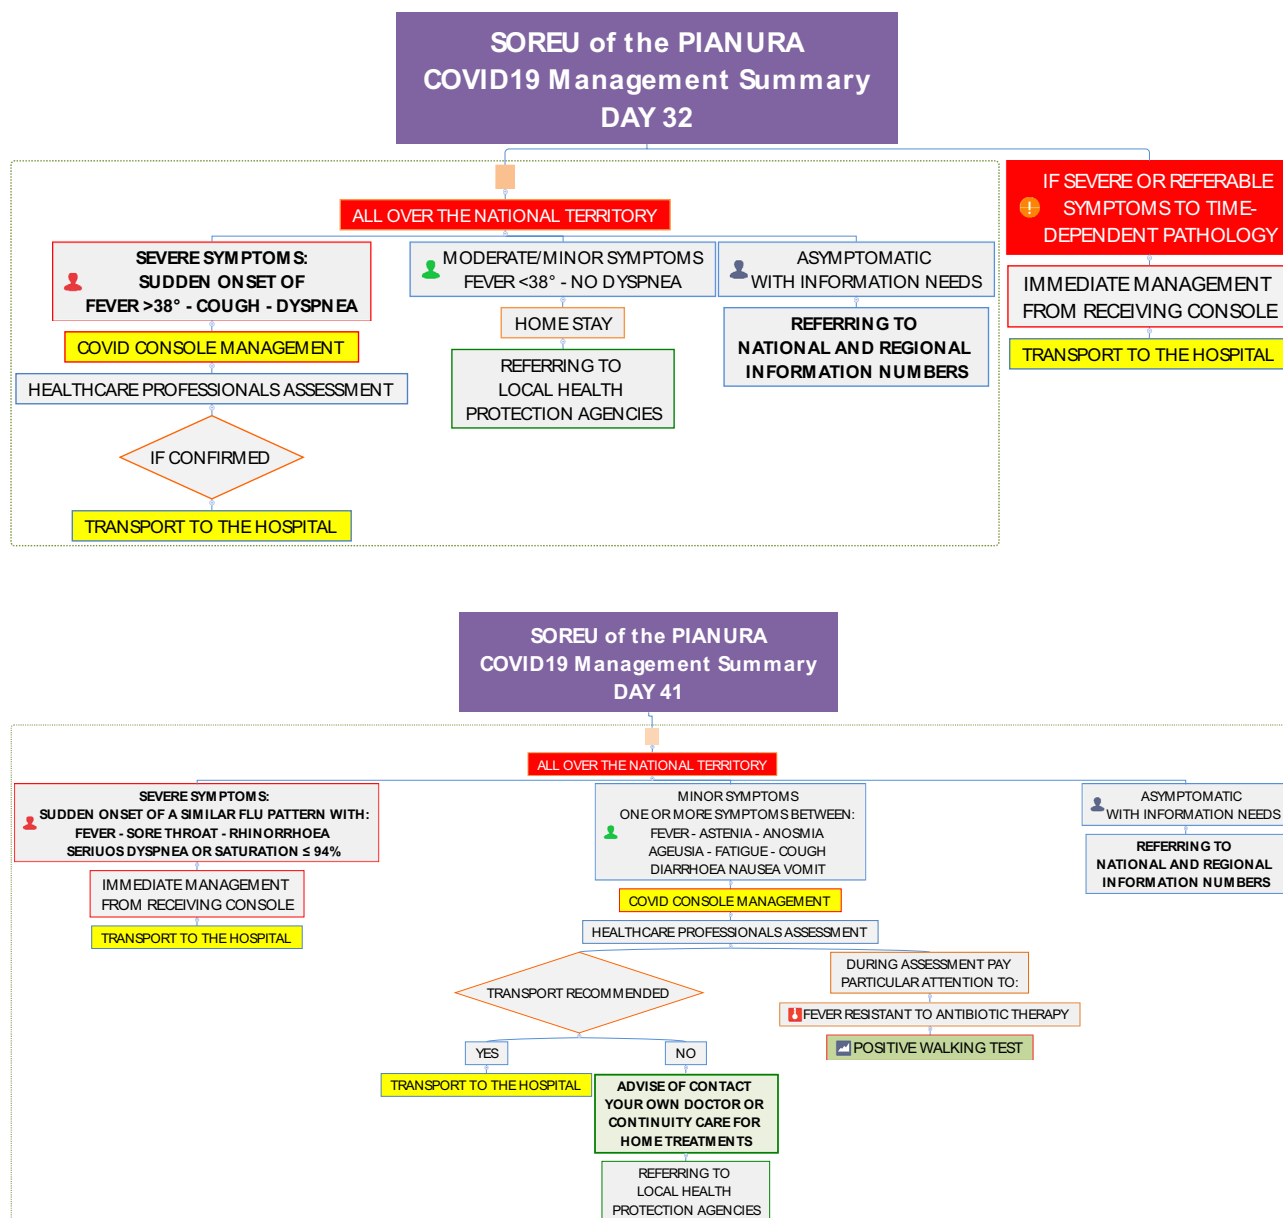 SOREU of the PIANURA
COVID19 Management Summary
DAY 32
ALL OVER THE NATIONAL TERRITORY
SEVERE SYMPTOMS:
SUDDEN ONSET OF
FEVER >38° - COUGH - DYSPNEA
COVID CONSOLE MANAGEMENT
HEALTHCARE PROFESSIONALS ASSESSMENT
IF CONFIRMED
TRANSPORT TO THE HOSPITAL
MODERATE/MINOR SYMPTOMS
FEVER <38° - NO DYSPNEA
HOME STAY
REFERRING TO
LOCAL HEALTH
PROTECTION AGENCIES
ASYMPTOMATIC
WITH INFORMATION NEEDS
REFERRING TO
NATIONAL AND REGIONAL
INFORMATION NUMBERS
IF SEVERE OR REFERABLE
SYMPTOMS TO TIME-
DEPENDENT PATHOLOGY
IMMEDIATE MANAGEMENT
FROM RECEIVING CONSOLE
TRANSPORT TO THE HOSPITAL
SOREU of the PIANURA
COVID19 Management Summary
DAY 41
ALL OVER THE NATIONAL TERRITORY
SEVERE SYMPTOMS:
SUDDEN ONSET OF A SIMILAR FLU PATTERN WITH:
FEVER - SORE THROAT - RHINORRHOEA
SERIUOS DYSPNEA OR SATURATION ≤ 94%
IMMEDIATE MANAGEMENT
FROM RECEIVING CONSOLE
TRANSPORT TO THE HOSPITAL
MINOR SYMPTOMS
ONE OR MORE SYMPTOMS BETWEEN:
FEVER - ASTENIA - ANOSMIA
AGEUSIA - FATIGUE - COUGH
DIARRHOEA NAUSEA VOMIT
COVID CONSOLE MANAGEMENT
HEALTHCARE PROFESSIONALS ASSESSMENT
TRANSPORT RECOMMENDED
YES
TRANSPORT TO THE HOSPITAL
NO
ADVISE OF CONTACT
YOUR OWN DOCTOR OR
CONTINUITY CARE FOR
HOME TREATMENTS
REFERRING TO
LOCAL HEALTH
PROTECTION AGENCIES
DURING ASSESSMENT PAY
PARTICULAR ATTENTION TO:
FEVER RESISTANT TO ANTIBIOTIC THERAPY
POSITIVE WALKING TEST
ASYMPTOMATIC
WITH INFORMATION NEEDS
REFERRING TO
NATIONAL AND REGIONAL
INFORMATION NUMBERS